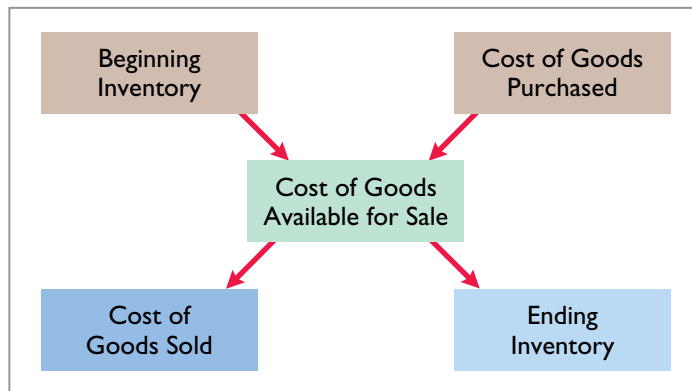 Beginning
Inventory
Cost of Goods
Purchased
Cost of Goods
Available for Sale
Cost of
Goods Sold
Ending
Inventory